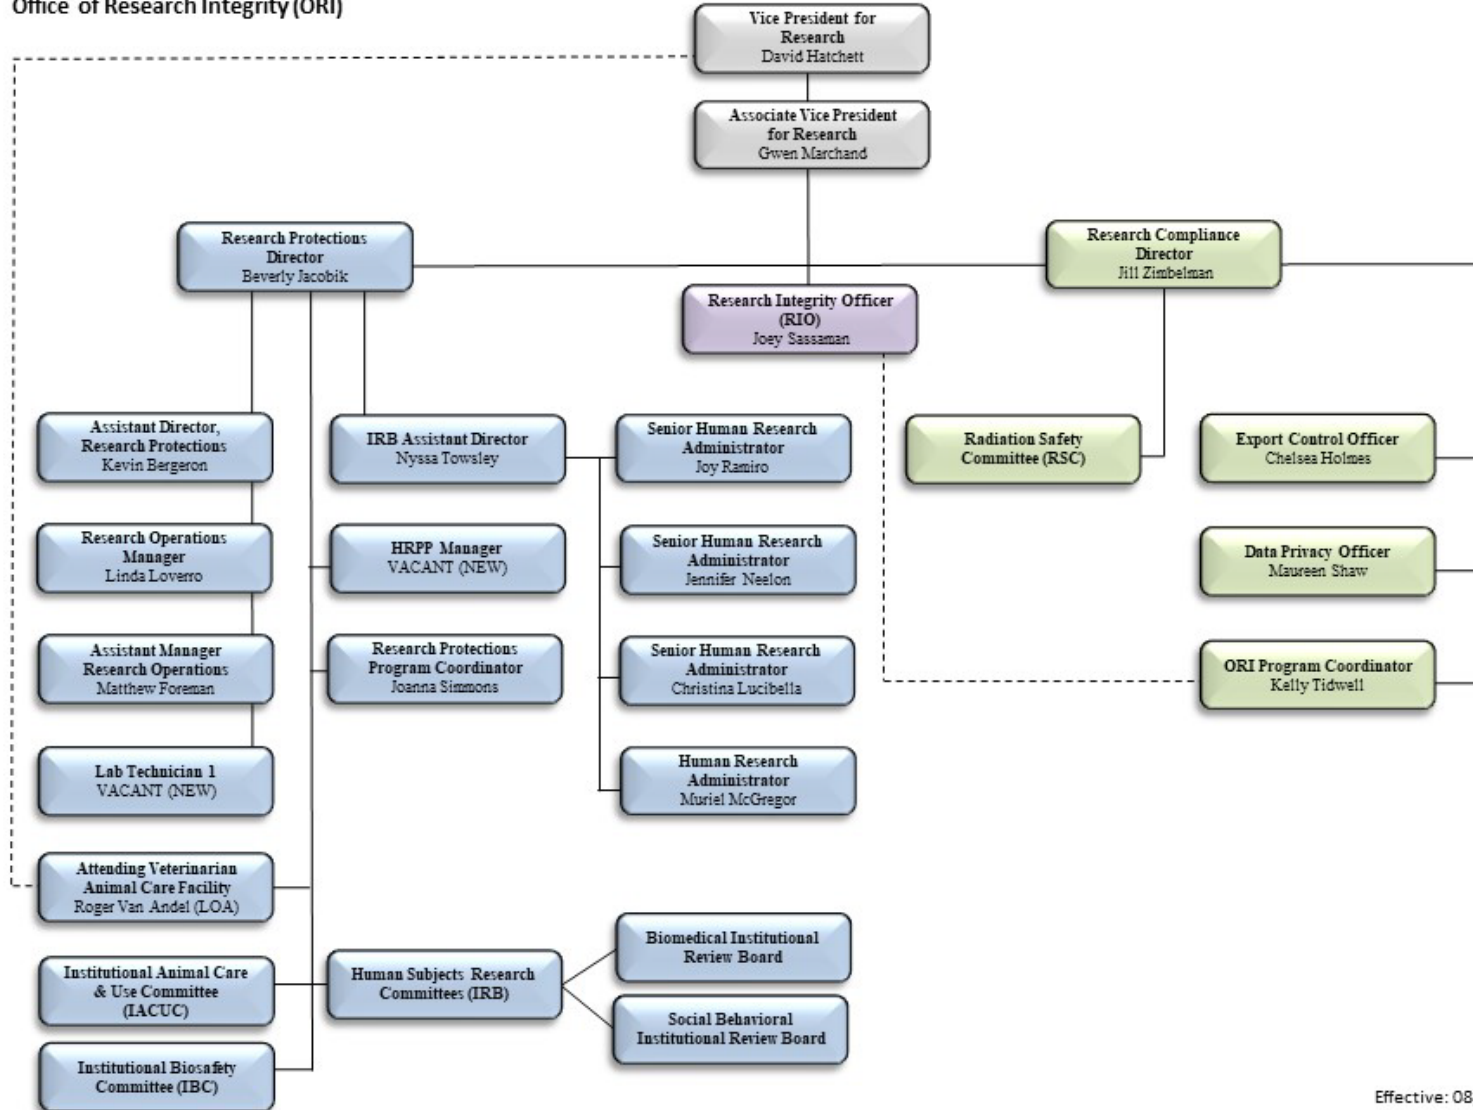 Office of Research Integrity (ORI)
Vice President for
Research
David Hatchett
Associate Vice President
for Research
Gwen Marchand
Research Protections
Director
Beverly Jacobik
Research Compliance
Director
Jill Zimbelman
Research Integrity Officer
(RIO)
Joey Sassaman
Assistant Director,
Research Protections
Kevin Bergeron
IRB Assistant Director
Nyssa Towsley
Senior Human Research
Administrator
Joy Ramiro
Radiation Safety
Committee (RSC)
Export Control Officer
Chelsea Holmes
Research Operations
Manager
Linda Loverro
HRPP Manager
VACANT (NEW)
Senior Human Research
Administrator
Jennifer Neelon
Data Privacy Officer
Maureen Shaw
Assistant Manager
Research Operations
Matthew Foreman
Research Protections
Program Coordinator
Joanna Simmons
Senior Human Research
Administrator
Christina Lucibella
ORI Program Coordinator
Kelly Tidwell
Lab Technician 1
VACANT (NEW)
Human Research
Administrator
Muriel McGregor
Attending Veterinarian
Animal Care Facility
Roger Van Andel (LOA)
Institutional Animal Care
& Use Committee
(IACUC)
Human Subjects Research
Committees (IRB)
Biomedical Institutional
Review Board
Social Behavioral
Institutional Review Board
Institutional Biosafety
Committee (IBC)
Effective: 08